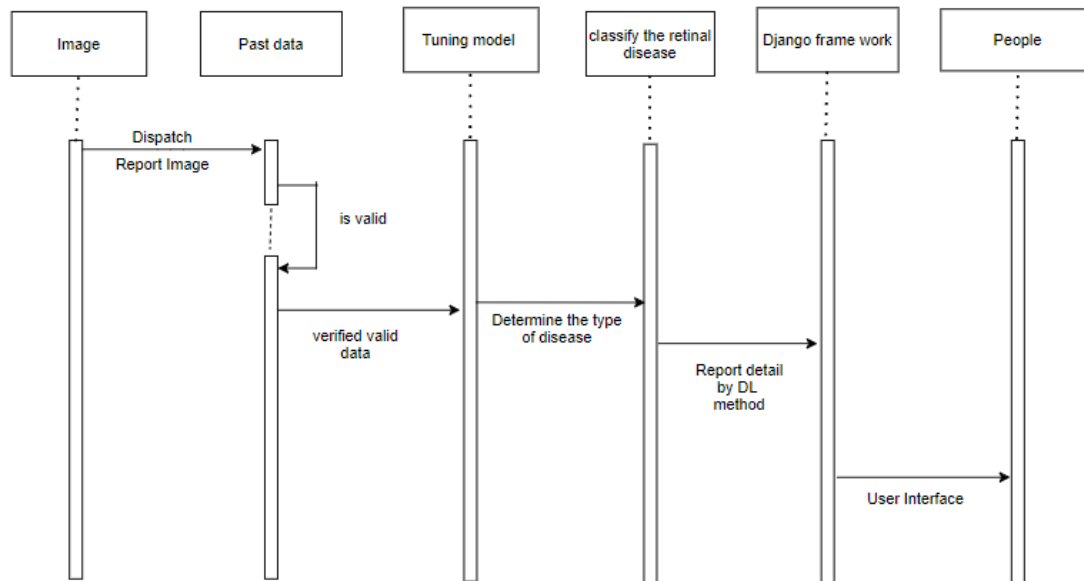 Image
Past data
Tuning model
classify the retinal
disease
Django frame work
People
Dispatch
Report Image
is valid
verified valid
data
Determine the type
of disease
Report detail
by DL
method
User Interface